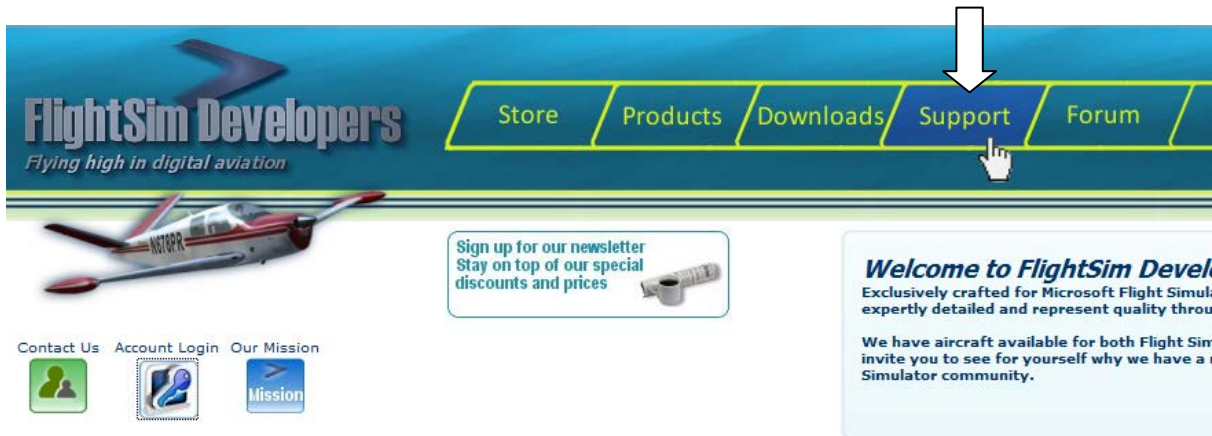 FlightSim Developers
Flying high in digital aviation
Store Products Downloads Support Forum
N678PR
Sign up for our newsletter
Stay on top of our special
discounts and prices
Welcome to FlightSim Devel
Exclusively crafted for Microsoft Flight Simul
expertly detailed and represent quality throu
We have aircraft available for both Flight Sim
invite you to see for yourself why we have a
Simulator community.
Contact Us Account Login Our Mission
Mission